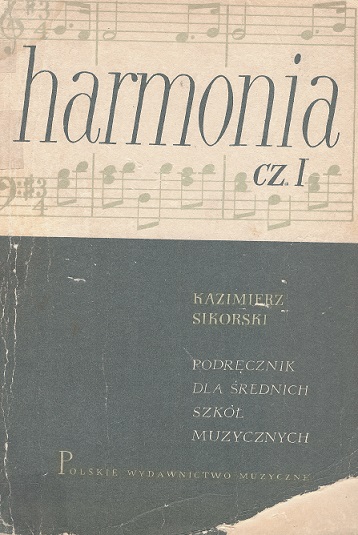 harmonia
cz. I
KAZIMIERZ
SIKORSKI
PODRĘCZNIK
DLA ŚREDNICH
SZKÓŁ
MUZYCZNYCH
POLSKIE WYDAWNICTWO MUZYCZNE